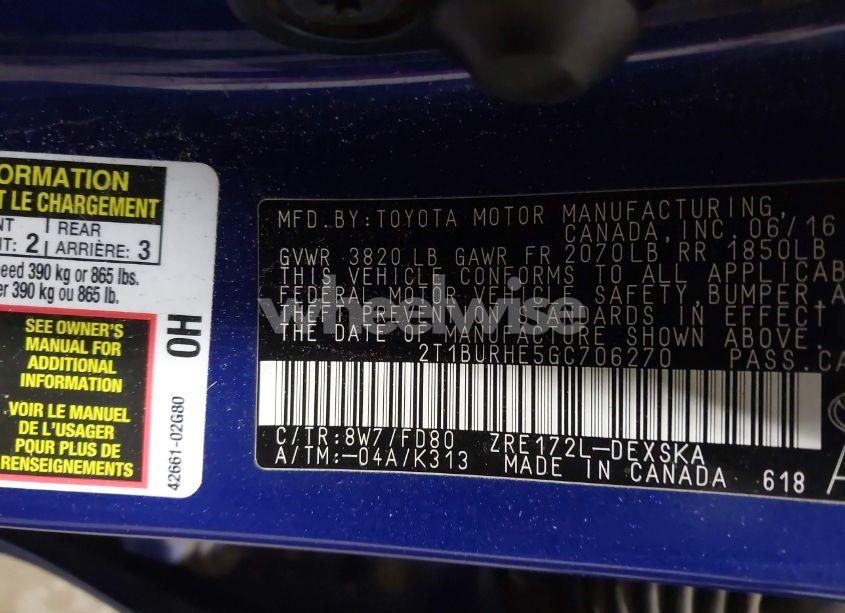 ORMATION
T LE CHARGEMENT
NT REAR
NT: 2 ARRIÈRE: 3
eed 390 kg or 865 lbs.
er 390 kg ou 865 lb.
SEE OWNER'S
MANUAL FOR
ADDITIONAL
INFORMATION
VOIR LE MANUEL
DE L'USAGER
POUR PLUS DE
RENSEIGNEMENTS
0H
42661-02G80
MFD.BY:TOYOTA MOTOR MANUFACTURING,
CANADA, INC. 06/16
GVWR 3820 LB GAWR FR 2070LB RR 1850LB
THIS VEHICLE CONFORMS TO ALL APPLICAB
FEDERAL MOTOR VEHICLE SAFETY, BUMPER, A
THEFT PREVENTION STANDARDS IN EFFECT
THE DATE OF MANUFACTURE SHOWN ABOVE.
2T1BURHE5GC706270 PASS.CA
C/TR:8W7/FD80 ZRE172L-DEXSKA
A/TM:-04A/K313 MADE IN CANADA 618
wheelwise